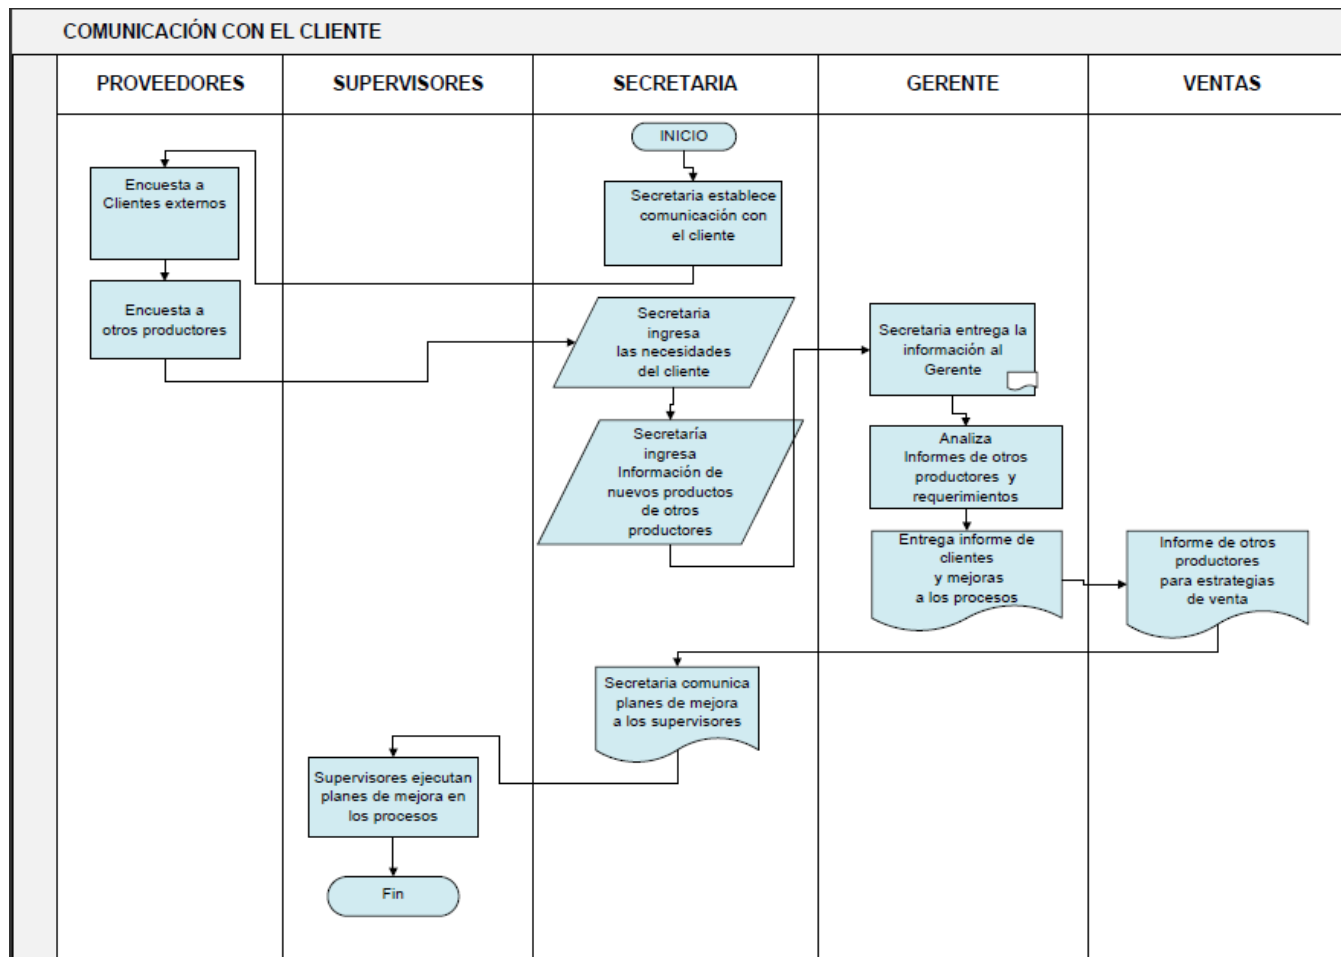 COMUNICACIÓN CON EL CLIENTE
PROVEEDORES
SUPERVISORES
SECRETARIA
GERENTE
VENTAS
INICIO
Secretaria establece
comunicación con
el cliente
Encuesta a
Clientes externos
Encuesta a
otros productores
Secretaria
ingresa
las necesidades
del cliente
Secretaría
ingresa
Información de
nuevos productos
de otros
productores
Secretaria entrega la
información al
Gerente
Analiza
Informes de otros
productores y
requerimientos
Entrega informe de
clientes
y mejoras
a los procesos
Informe de otros
productores
para estrategias
de venta
Secretaria comunica
planes de mejora
a los supervisores
Supervisores ejecutan
planes de mejora en
los procesos
Fin